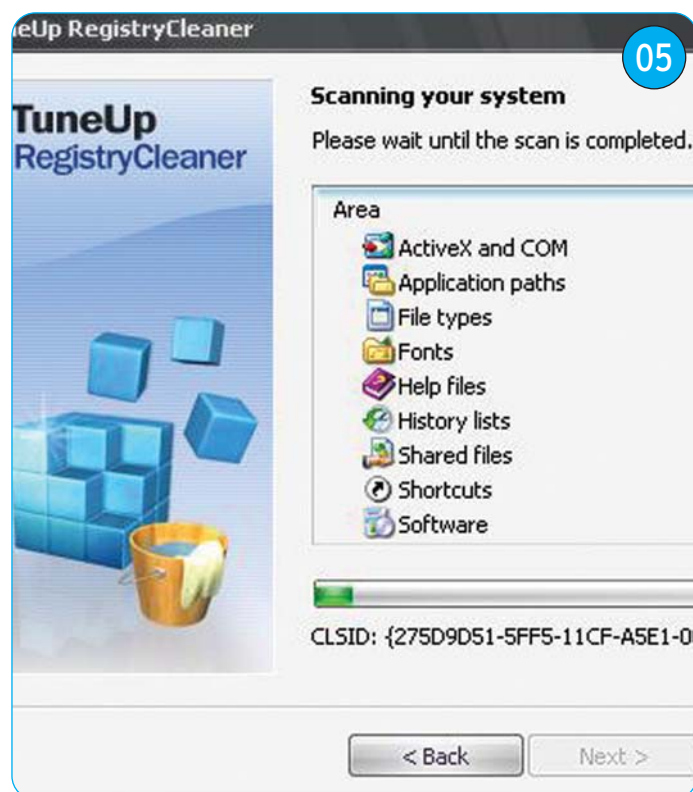 eUp RegistryCleaner
05
TuneUp
RegistryCleaner
Scanning your system
Please wait until the scan is completed.
Area
ActiveX and COM
Application paths
File types
Fonts
Help files
History lists
Shared files
Shortcuts
Software
CLSID: {275D9D51-5FF5-11CF-A5E1-0
< Back
Next >